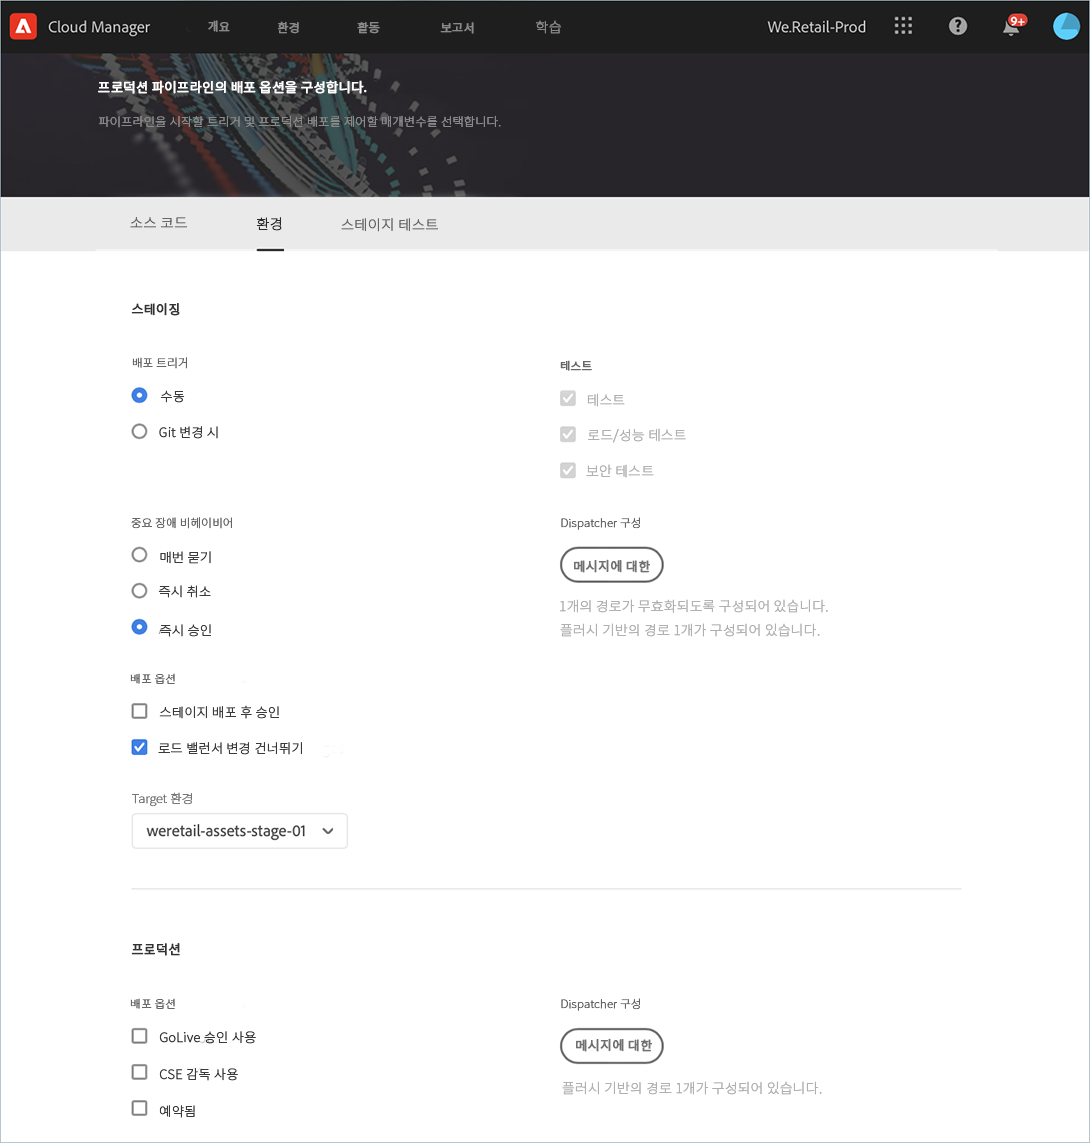 Cloud Manager
개요
환경
활동
보고서
학습
We.Retail-Prod
9+
프로덕션 파이프라인의 배포 옵션을 구성합니다.
파이프라인을 시작할 트리거 및 프로덕션 배포를 제어할 매개변수를 선택합니다.
소스 코드
환경
스테이지 테스트
스테이징
배포 트리거
수동
Git 변경 시
테스트
테스트
로드/성능 테스트
보안 테스트
중요 장애 비헤이비어
매번 묻기
즉시 취소
즉시 승인
Dispatcher 구성
메시지에 대한
1개의 경로가 무효화되도록 구성되어 있습니다.
플러시 기반의 경로 1개가 구성되어 있습니다.
배포 옵션
스테이지 배포 후 승인
로드 밸런서 변경 건너뛰기
Target 환경
weretail-assets-stage-01
프로덕션
배포 옵션
GoLive 승인 사용
CSE 감독 사용
예약됨
Dispatcher 구성
메시지에 대한
플러시 기반의 경로 1개가 구성되어 있습니다.